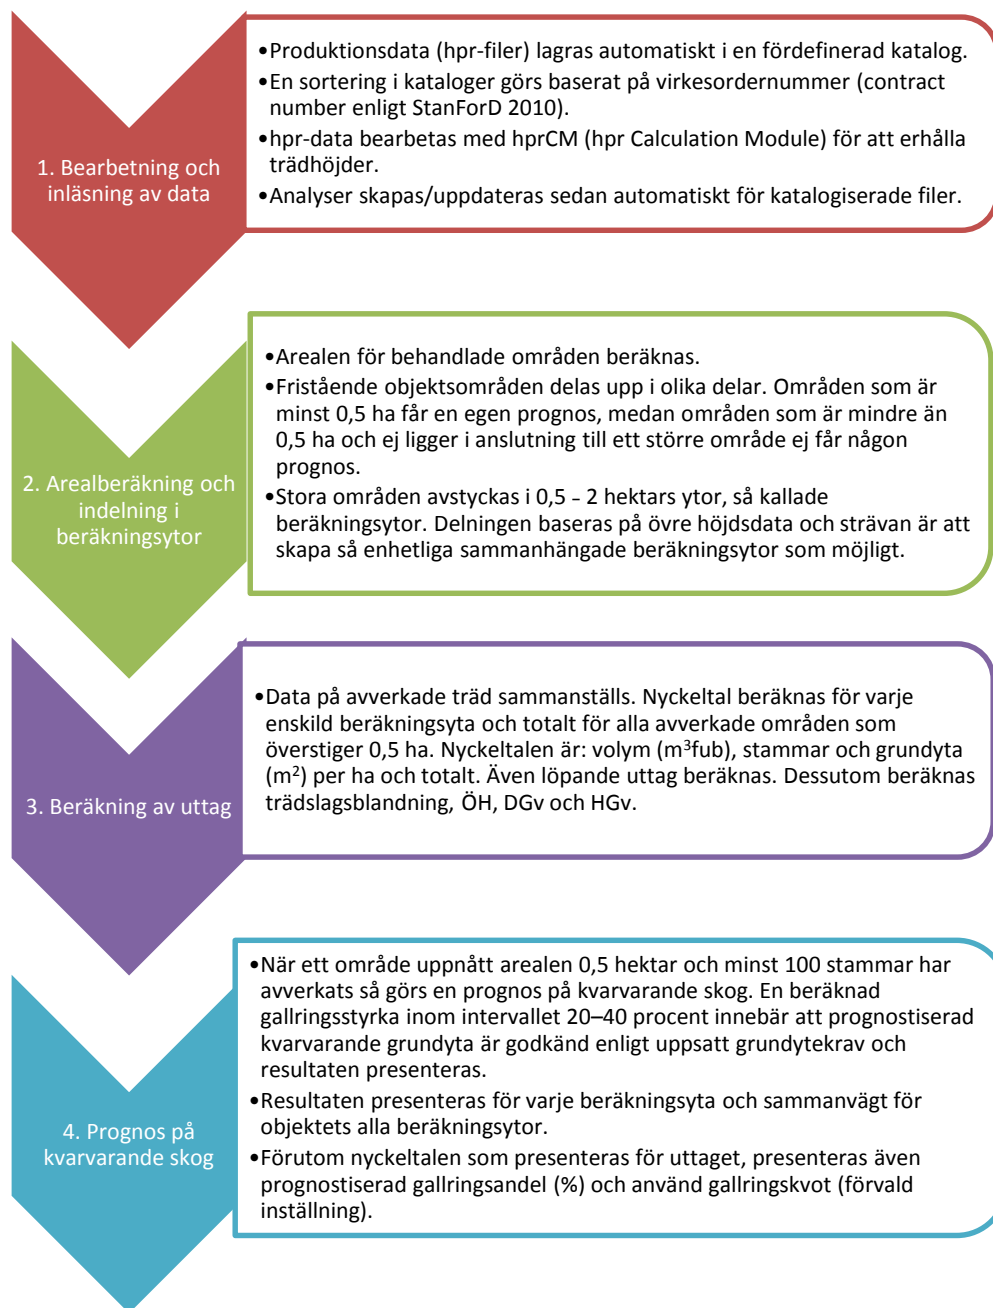 1. Bearbetning och
inläsning av data
•Produktionsdata (hpr-filer) lagras automatiskt i en fördefinerad katalog.
•En sortering i kataloger görs baserat på virkesordernummer (contract
number enligt StanForD 2010).
•hpr-data bearbetas med hprCM (hpr Calculation Module) för att erhålla
trädhöjder.
•Analyser skapas/uppdateras sedan automatiskt för katalogiserade filer.
2. Arealberäkning och
indelning i
beräkningsytor
•Arealen för behandlade områden beräknas.
•Fristående objektsområden delas upp i olika delar. Områden som är
minst 0,5 ha får en egen prognos, medan områden som är mindre än
0,5 ha och ej ligger i anslutning till ett större område ej får någon
prognos.
•Stora områden avstyckas i 0,5 – 2 hektars ytor, så kallade
beräkningsytor. Delningen baseras på övre höjdsdata och strävan är att
skapa så enhetliga sammanhängade beräkningsytor som möjligt.
3. Beräkning av uttag
•Data på avverkade träd sammanställs. Nyckeltal beräknas för varje
enskild beräkningsyta och totalt för alla avverkade områden som
överstiger 0,5 ha. Nyckeltalen är: volym (m³fub), stammar och grundyta
(m²) per ha och totalt. Även löpande uttag beräknas. Dessutom beräknas
trädslagsblandning, ÖH, DGv och HGv.
4. Prognos på
kvarvarande skog
•När ett område uppnått arealen 0,5 hektar och minst 100 stammar har
avverkats så görs en prognos på kvarvarande skog. En beräknad
gallringsstyrka inom intervallet 20–40 procent innebär att prognostiserad
kvarvarande grundyta är godkänd enligt uppsatt grundytekrav och
resultaten presenteras.
•Resultaten presenteras för varje beräkningsyta och sammanvägt för
objektets alla beräkningsytor.
•Förutom nyckeltalen som presenteras för uttaget, presenteras även
prognostiserad gallringsandel (%) och använd gallringskvot (förvald
inställning).